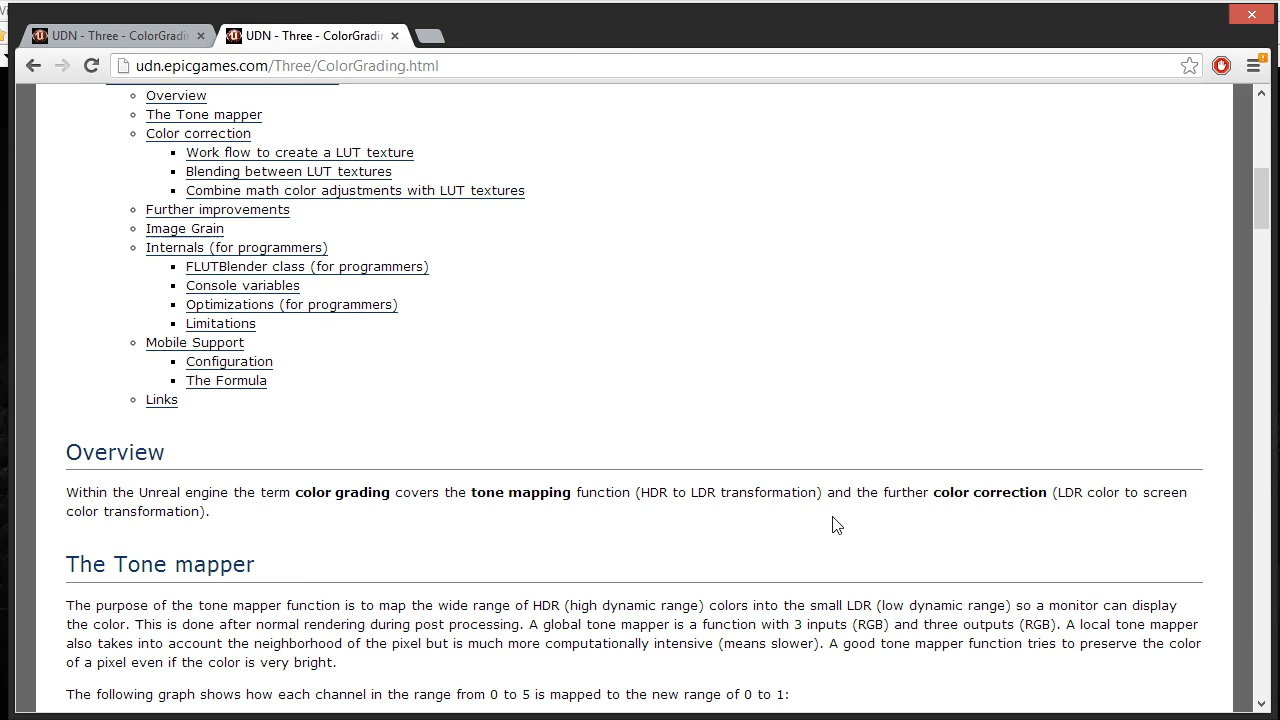 UDN - Three - ColorGradin
UDN - Three - ColorGradin
udn.epicgames.com/Three/ColorGrading.html
Overview
The Tone mapper
Color correction
Work flow to create a LUT texture
Blending between LUT textures
Combine math color adjustments with LUT textures
Further improvements
Image Grain
Internals (for programmers)
FLUTBlender class (for programmers)
Console variables
Optimizations (for programmers)
Limitations
Mobile Support
Configuration
The Formula
Links
Overview
Within the Unreal engine the term color grading covers the tone mapping function (HDR to LDR transformation) and the further color correction (LDR color to screen
color transformation).
The Tone mapper
The purpose of the tone mapper function is to map the wide range of HDR (high dynamic range) colors into the small LDR (low dynamic range) so a monitor can display
the color. This is done after normal rendering during post processing. A global tone mapper is a function with 3 inputs (RGB) and three outputs (RGB). A local tone mapper
also takes into account the neighborhood of the pixel but is much more computationally intensive (means slower). A good tone mapper function tries to preserve the color
of a pixel even if the color is very bright.
The following graph shows how each channel in the range from 0 to 5 is mapped to the new range of 0 to 1: